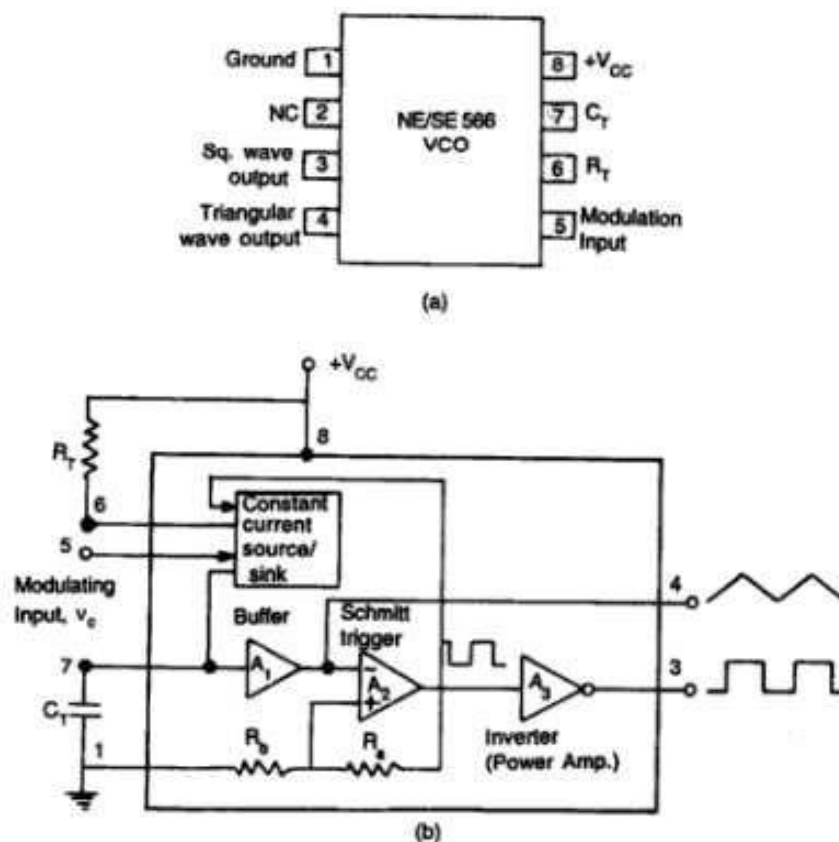 Ground 1
NC 2
Sq. wave
output 3
Triangular
wave output 4
NE/SE 566
VCO
8 +VCC
7 CT
6 RT
5 Modulation
Input
(a)
+VCC
8
RT
6
5
Modulating
Input, vc
Constant
current
source/
sink
Buffer
Schmitt
trigger
4
7
A1
A2
A3
3
CT
1
Rb
Ra
Inverter
(Power Amp.)
− 
+
(b)